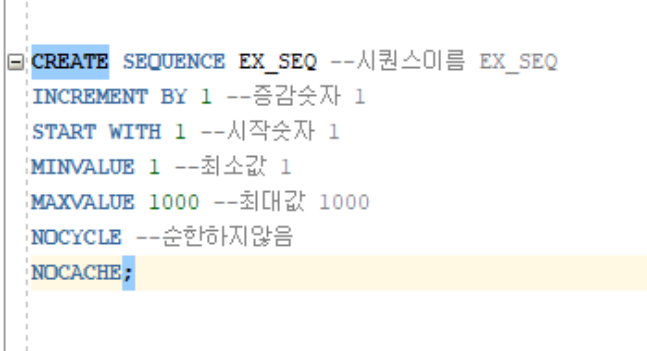 CREATE SEQUENCE EX_SEQ --시퀀스이름 EX_SEQ
INCREMENT BY 1 --증감숫자 1
START WITH 1 --시작숫자 1
MINVALUE 1 --최소값 1
MAXVALUE 1000 --최대값 1000
NOCYCLE --순한하지않음
NOCACHE;